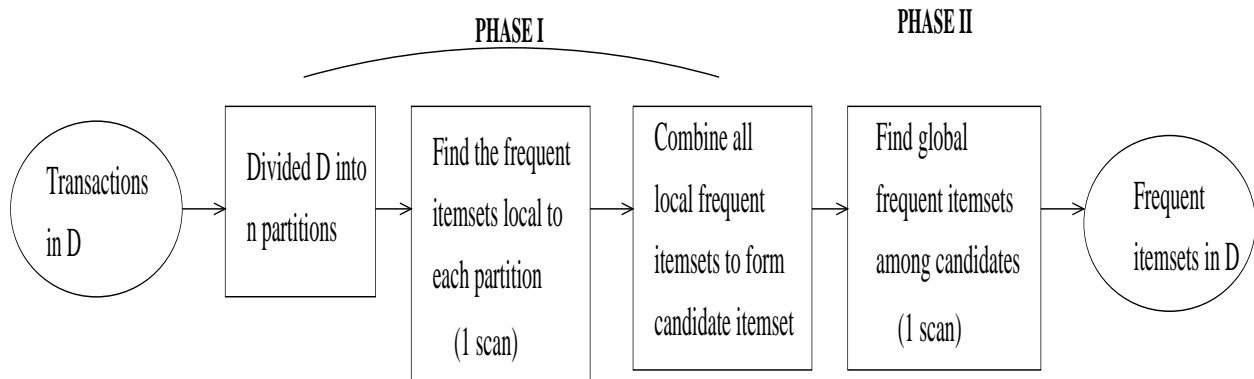 PHASE I
PHASE II
Transactions
in D
Divided D into
n partitions
Find the frequent
itemsets local to
each partition
(1 scan)
Combine all
local frequent
itemsets to form
candidate itemset
Find global
frequent itemsets
among candidates
(1 scan)
Frequent
itemsets in D